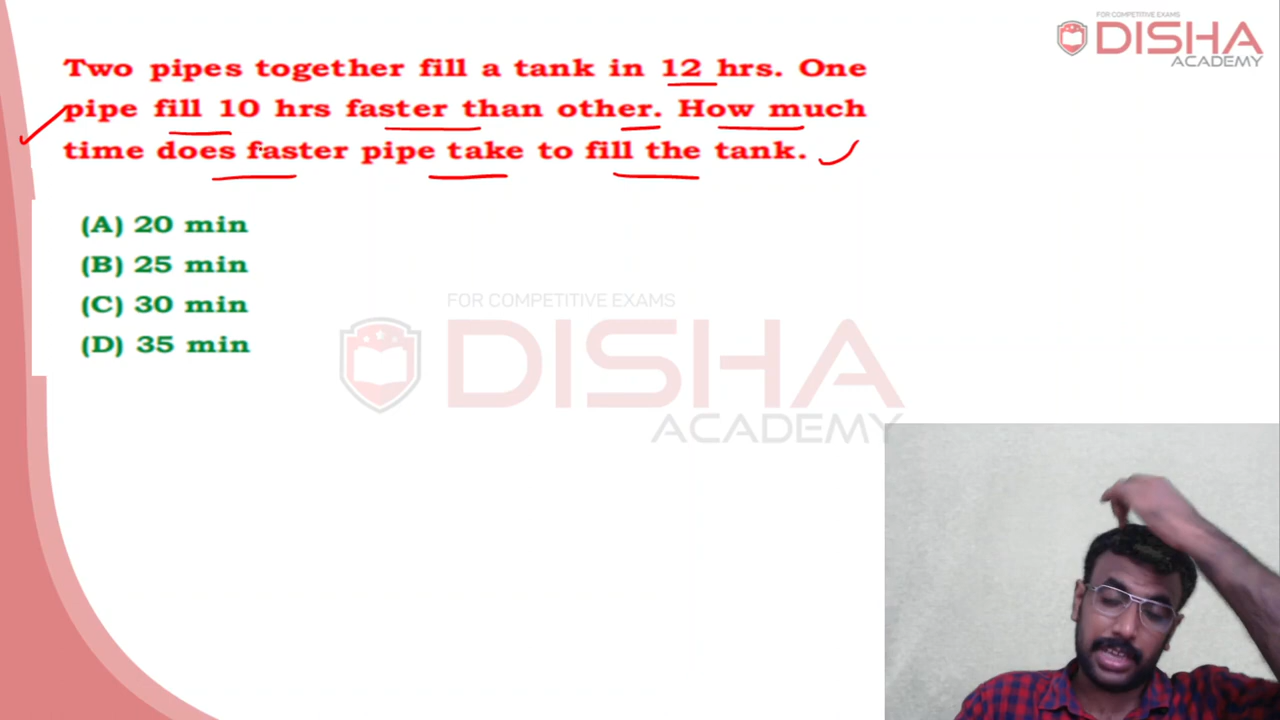 FOR COMPETITIVE EXAMS
DISHA
ACADEMY
Two pipes together fill a tank in 12 hrs. One
pipe fill 10 hrs faster than other. How much
time does faster pipe take to fill the tank.
(A) 20 min
(B) 25 min
(C) 30 min
(D) 35 min
FOR COMPETITIVE EXAMS
DISHA
ACADEMY